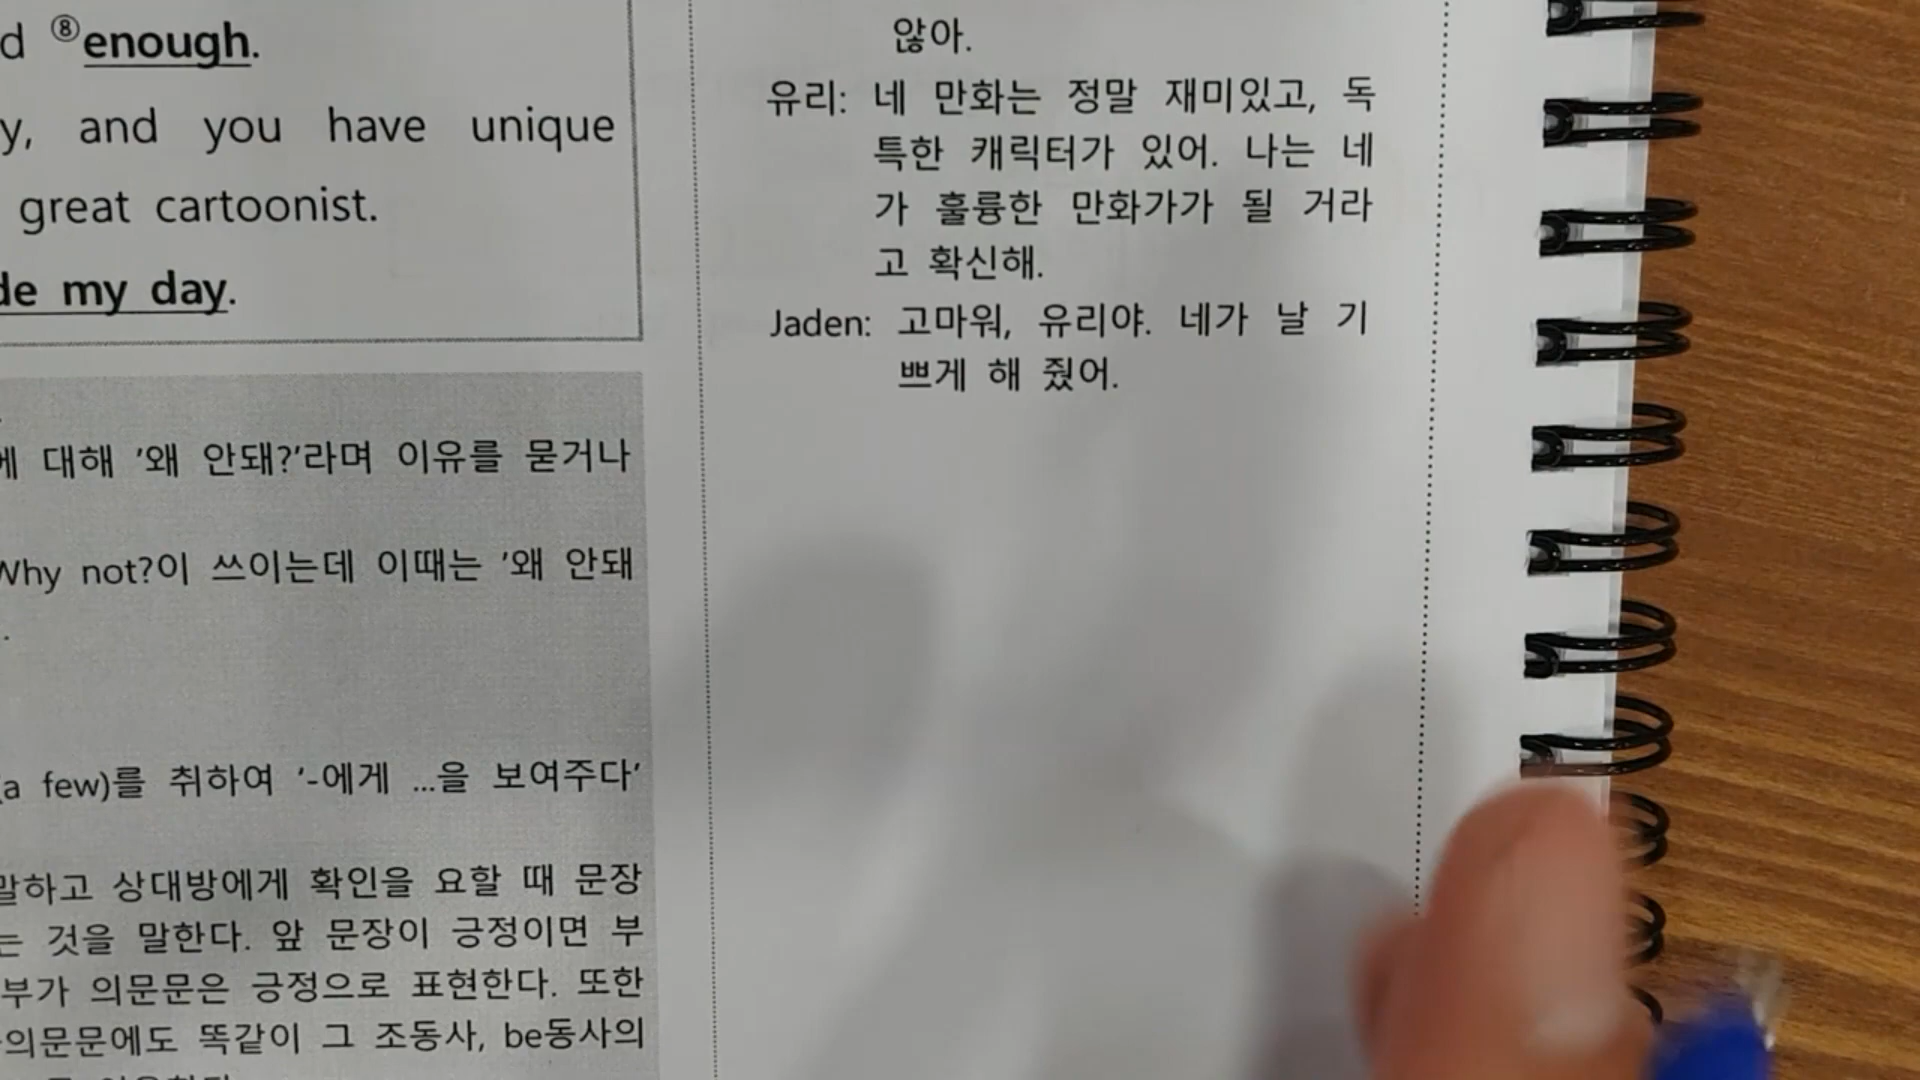 d ⑧enough.
y, and you have unique
great cartoonist.
de my day.
에 대해 '왜 안돼?'라며 이유를 묻거나
Why not?이 쓰이는데 이때는 '왜 안돼
.
(a few)를 취하여 '-에게 ...을 보여주다'
말하고 상대방에게 확인을 요할 때 문장
는 것을 말한다. 앞 문장이 긍정이면 부
부가 의문문은 긍정으로 표현한다. 또한
의문문에도 똑같이 그 조동사, be동사의
않아.
유리: 네 만화는 정말 재미있고, 독
특한 캐릭터가 있어. 나는 네
가 훌륭한 만화가가 될 거라
고 확신해.
Jaden: 고마워, 유리야. 네가 날 기
쁘게 해 줬어.